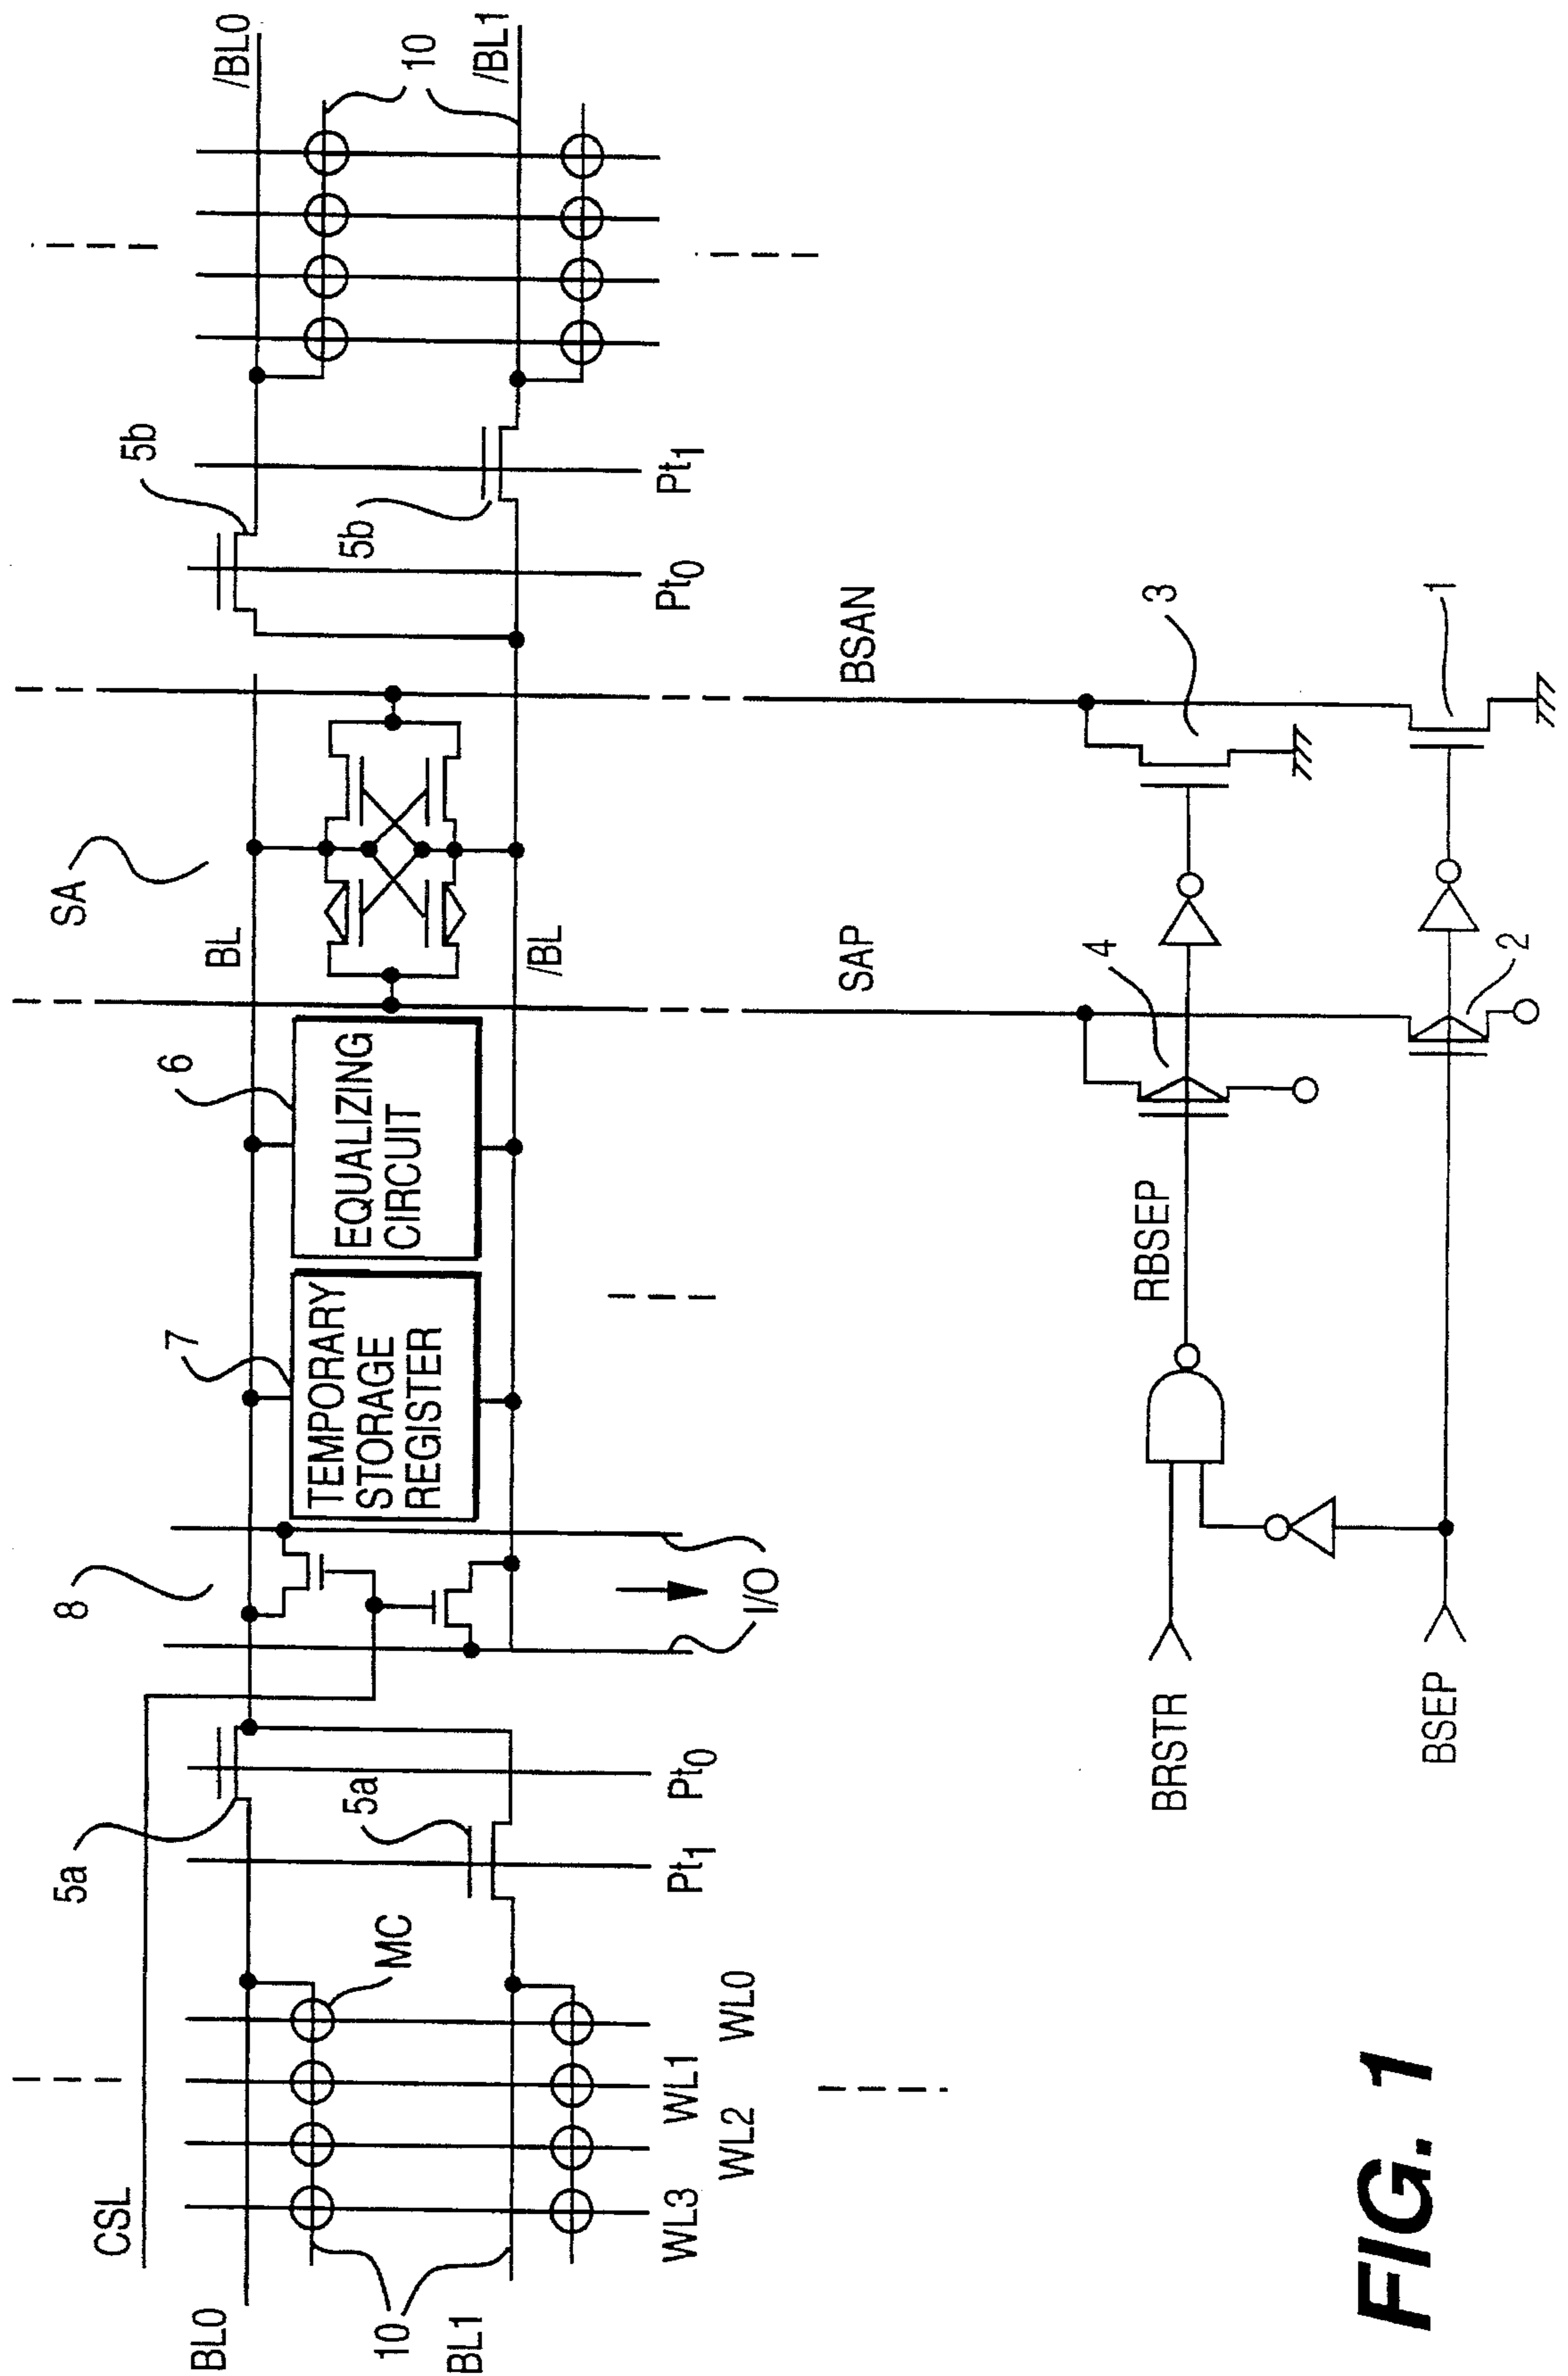 CSL
BL0
10
BL1
WL3
WL2
WL1
WL0
MC
5a
5a
Pt1
Pt0
8
I/O
7
TEMPORARY
STORAGE
REGISTER
6
EQUALIZING
CIRCUIT
SA
BL
/BL
SAP
BSAN
5b
5b
Pt0
Pt1
10
/BL0
/BL1
BRSTR
BSEP
RBSEP
4
3
2
1
FIG. 1